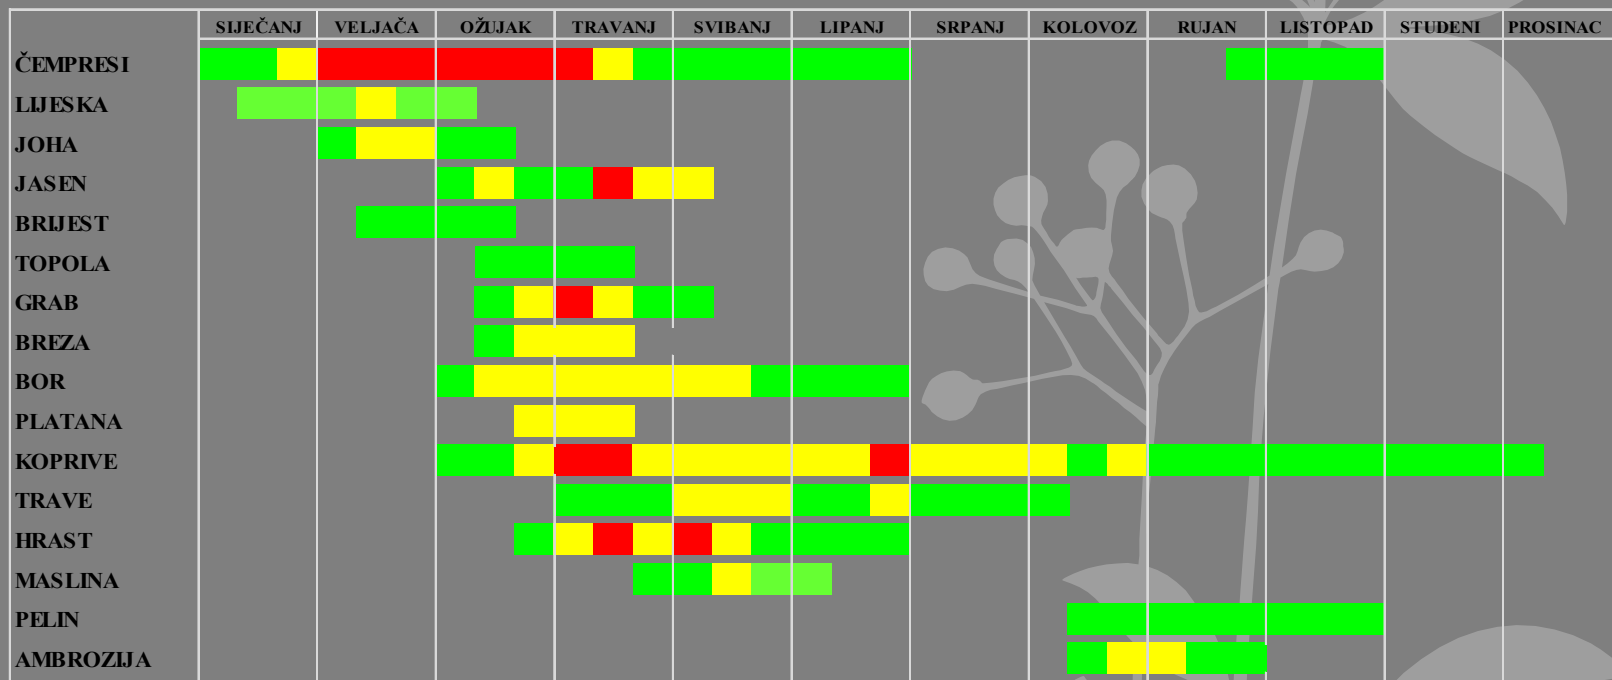 SIJEČANJ VELJAČA OŽUJAK TRAVANJ SVIBANJ LIPANJ SRPANJ KOLOVOZ RUJAN LISTOPAD STUDENI PROSINAC
ČEMPRESI
LIJESKA
JOHA
JASEN
BRIJEST
TOPOLA
GRAB
BREZA
BOR
PLATANA
KOPRIVE
TRAVE
HRAST
MASLINA
PELIN
AMBROZIJA